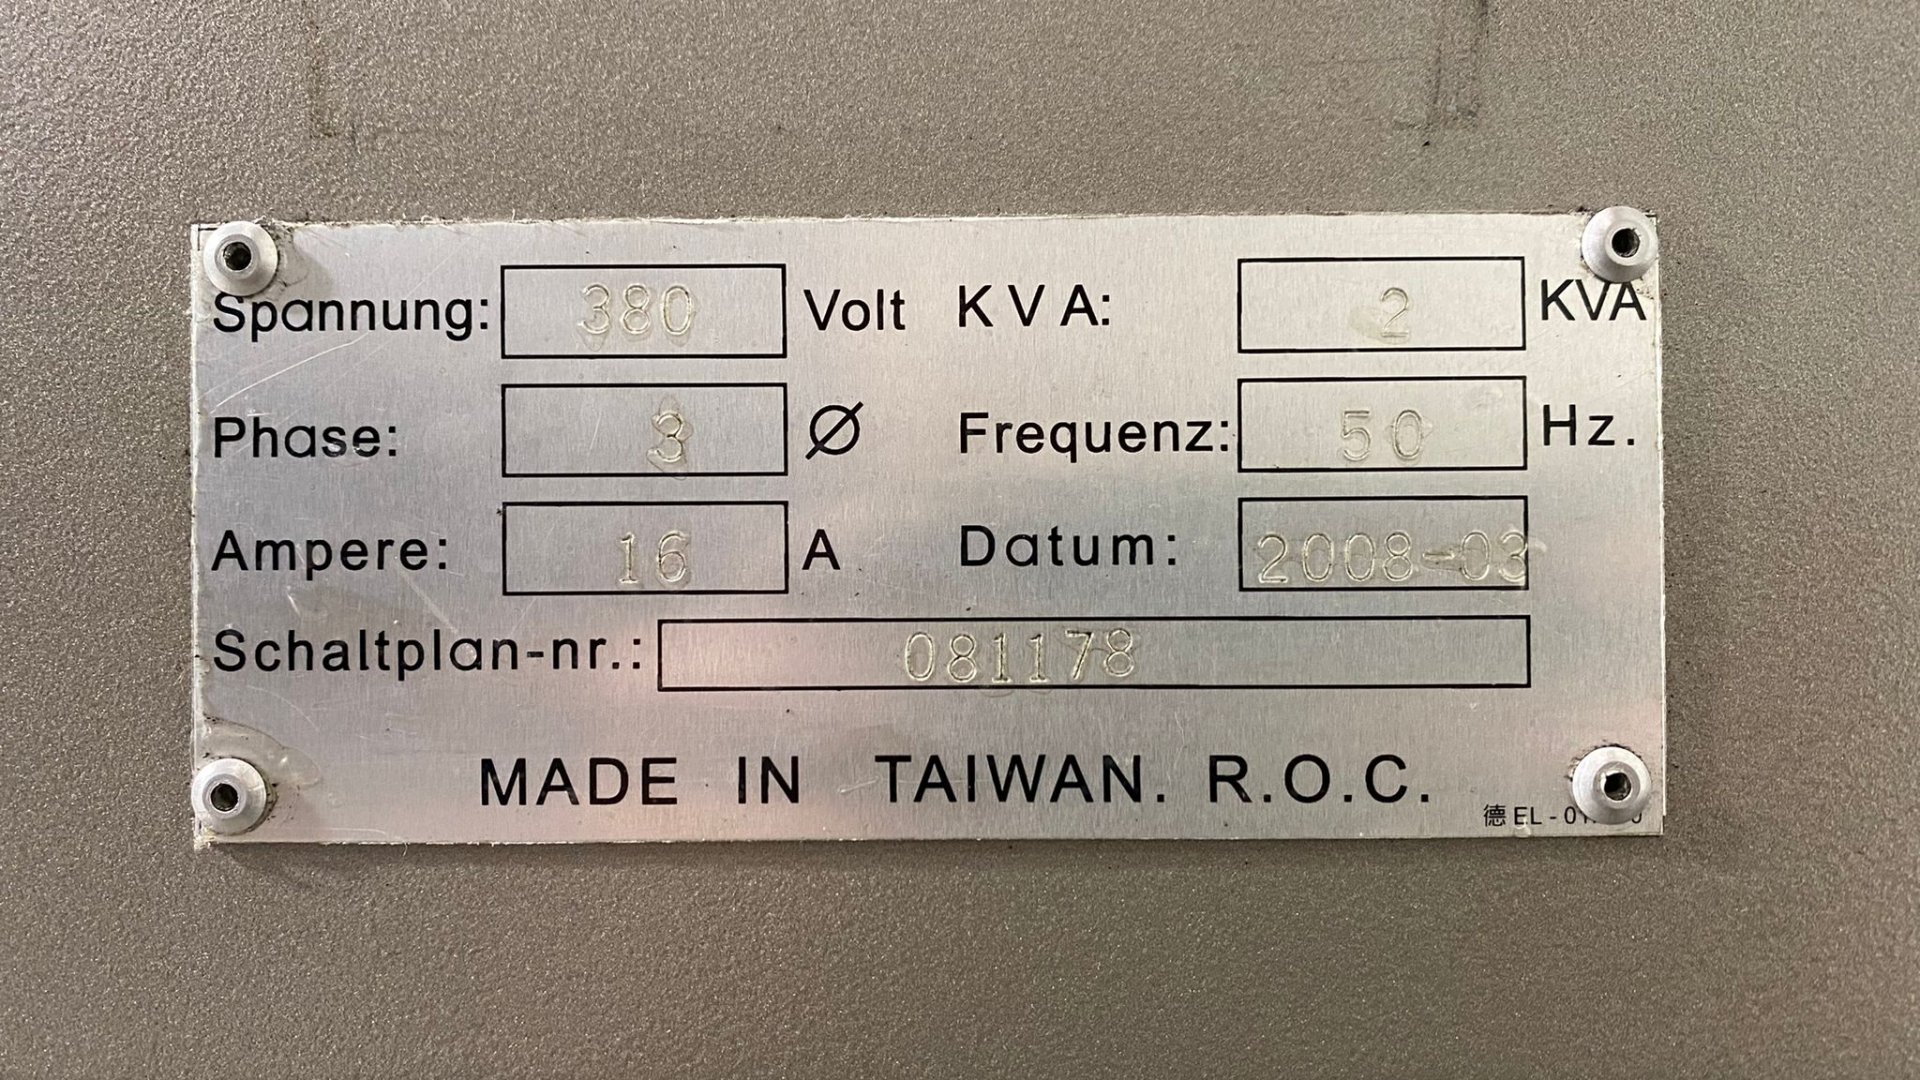 Spannung: 380 Volt KVA: 2 KVA
Phase: 3 Ø Frequenz: 50 Hz.
Ampere: 16 A Datum: 2008-03
Schaltplan-nr.: 081178
MADE IN TAIWAN. R.O.C.
德